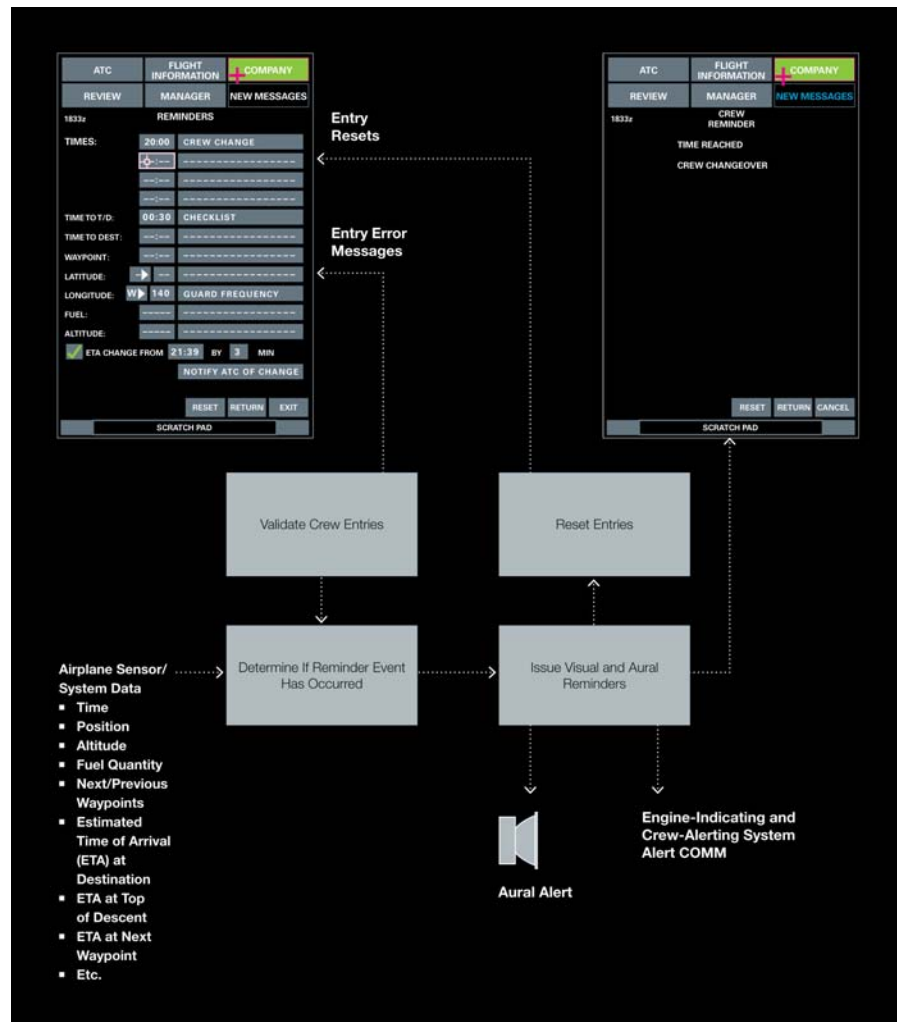 ATC
FLIGHT
INFORMATION
COMPANY
REVIEW
MANAGER
NEW MESSAGES
1833z
REMINDERS
TIMES:
20:00 CREW CHANGE
--:-- -----------------
--:-- -----------------
--:-- -----------------
TIME TO T/D: 00:30 CHECKLIST
TIME TO DEST: --:-- -----------------
WAYPOINT: --:-- -----------------
LATITUDE: - -- -----------------
LONGITUDE: W 140 GUARD FREQUENCY
FUEL: ----- -----------------
ALTITUDE: ----- -----------------
ETA CHANGE FROM 21:39 BY 3 MIN
NOTIFY ATC OF CHANGE
RESET RETURN EXIT
SCRATCH PAD
Entry
Resets
Entry Error
Messages
ATC
FLIGHT
INFORMATION
COMPANY
REVIEW
MANAGER
NEW MESSAGES
1833z
CREW
REMINDER
TIME REACHED
CREW CHANGEOVER
RESET RETURN CANCEL
SCRATCH PAD
Validate Crew Entries
Reset Entries
Determine If Reminder Event
Has Occurred
Issue Visual and Aural
Reminders
Airplane Sensor/
System Data
▪ Time
▪ Position
▪ Altitude
▪ Fuel Quantity
▪ Next/Previous
Waypoints
▪ Estimated
Time of Arrival
(ETA) at
Destination
▪ ETA at Top
of Descent
▪ ETA at Next
Waypoint
▪ Etc.
Aural Alert
Engine-Indicating and
Crew-Alerting System
Alert COMM